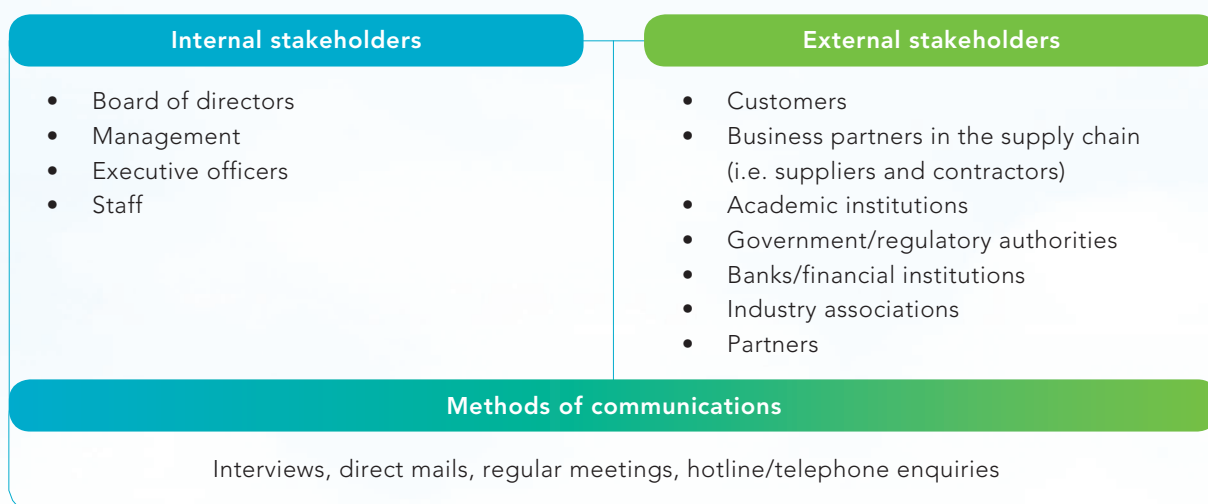 Internal stakeholders
• Board of directors
• Management
• Executive officers
• Staff
External stakeholders
• Customers
• Business partners in the supply chain
(i.e. suppliers and contractors)
• Academic institutions
• Government/regulatory authorities
• Banks/financial institutions
• Industry associations
• Partners
Methods of communications
Interviews, direct mails, regular meetings, hotline/telephone enquiries